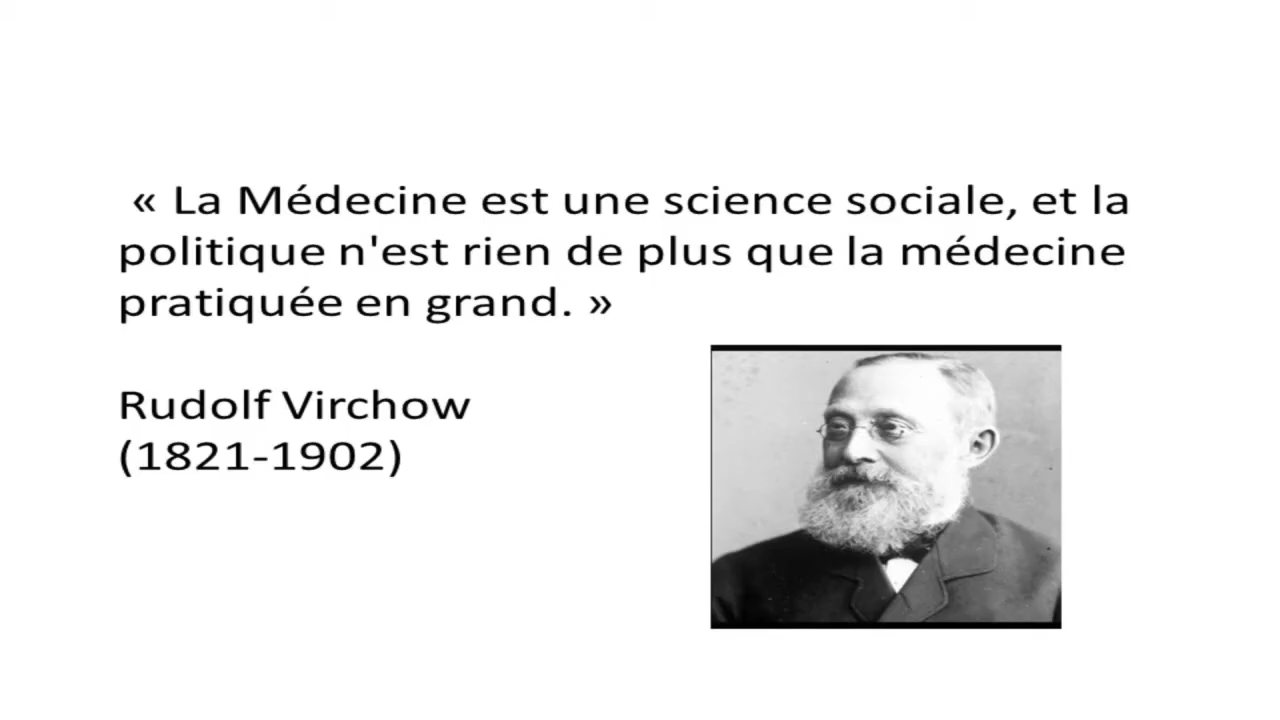 « La Médecine est une science sociale, et la
politique n'est rien de plus que la médecine
pratiquée en grand. »
Rudolf Virchow
(1821-1902)